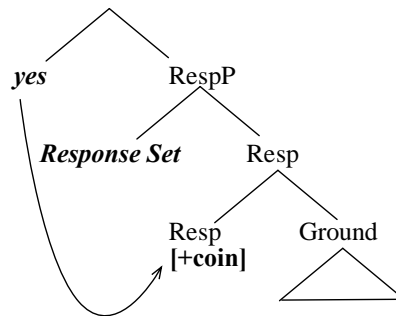 yes RespP
Response Set Resp
Resp Ground
[+coin]